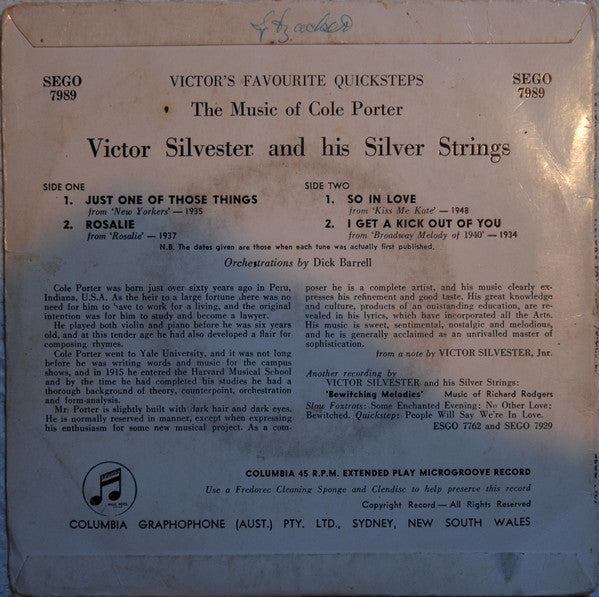 SEGO
7989
VICTOR'S FAVOURITE QUICKSTEPS
SEGO
7989
The Music of Cole Porter
Victor Silvester and his Silver Strings
SIDE ONE
1. JUST ONE OF THOSE THINGS
from 'New Yorkers' — 1935
2. ROSALIE
from 'Rosalie' — 1937
SIDE TWO
1. SO IN LOVE
from 'Kiss Me Kate' — 1948
2. I GET A KICK OUT OF YOU
from 'Broadway Melody of 1940' — 1934
N.B. The dates given are those when each tune was actually first published.
Orchestrations by Dick Barrell
Cole Porter was born just over sixty years ago in Peru,
Indiana, U.S.A. As the heir to a large fortune there was no
need for him to have to work for a living, and the original
intention was for him to study and become a lawyer.
He played both violin and piano before he was six years
old, and at this tender age he had also developed a flair for
composing rhymes.
Cole Porter went to Yale University, and it was not long
before he was writing words and music for the campus
shows, and in 1915 he entered the Harvard Musical School
and by the time he had completed his studies he had a
thorough background of theory, counterpoint, orchestration
and form-analysis.
Mr. Porter is slightly built with dark hair and dark eyes.
He is normally reserved in manner, except when expressing
his enthusiasm for some new musical project. As a com-
poser he is a complete artist, and his music clearly ex-
presses his refinement and good taste. His great knowledge
and culture, products of an outstanding education, are re-
vealed in his lyrics, which have incorporated all the Arts.
His music is sweet, sentimental, nostalgic and melodious,
and he is generally acclaimed as an unrivalled master of
sophistication.
from a note by VICTOR SILVESTER, Jnr.
Another recording by
VICTOR SILVESTER and his Silver Strings:
'Bewitching Melodies' Music of Richard Rodgers
Slow Foxtrots: Some Enchanted Evening; No Other Love;
Bewitched. Quickstep: People Will Say We're In Love.
ESGO 7762 and SEGO 7929
COLUMBIA 45 R.P.M. EXTENDED PLAY MICROGROOVE RECORD
Use a Fredorec Cleaning Sponge and Clendisc to help preserve this record
Copyright Record — All Rights Reserved
COLUMBIA GRAPHOPHONE (AUST.) PTY. LTD., SYDNEY, NEW SOUTH WALES